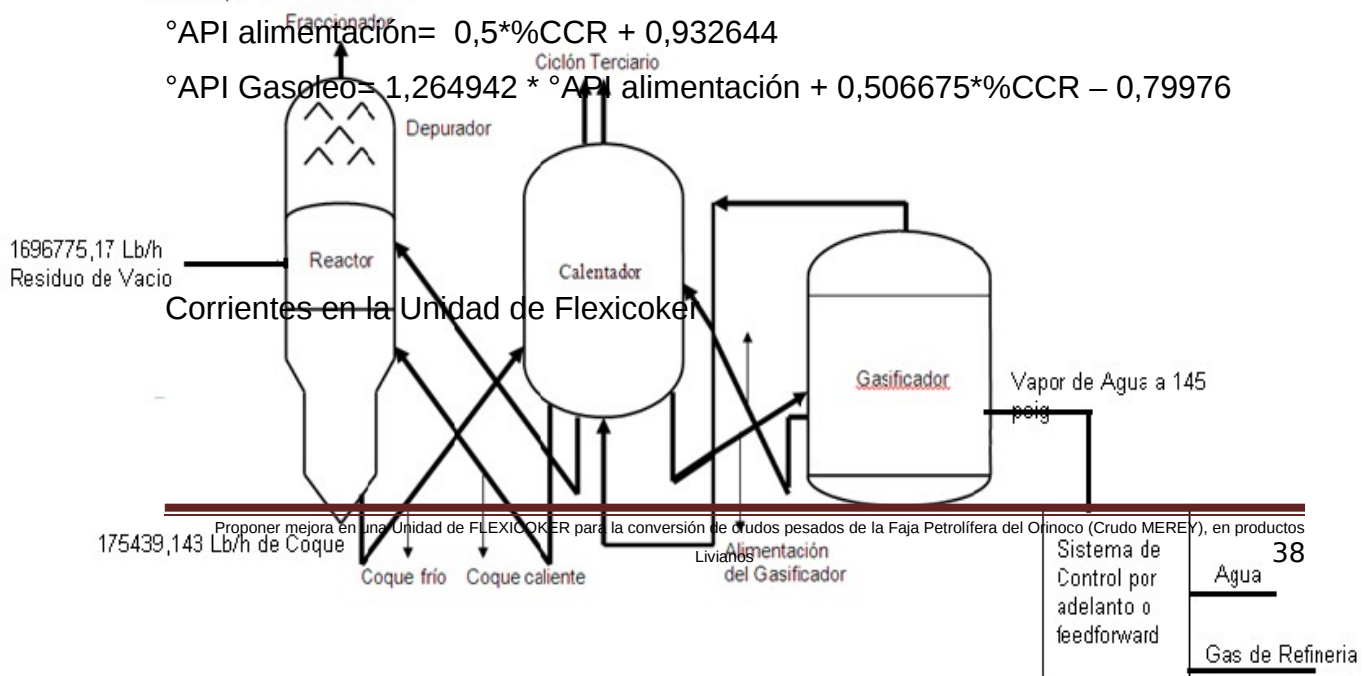 Fraccionador
°API alimentación= 0,5*%CCR + 0,932644
Ciclón Terciario
°API Gasoleo= 1,264942 * °API alimentación + 0,506675*%CCR – 0,79976
Depurador
1696775,17 Lb/h
Residuo de Vacio
Reactor
Calentador
Corrientes en la Unidad de Flexicoker
Gasificador
Vapor de Agua a 145
psig
Proponer mejora en una Unidad de FLEXICOKER para la conversión de crudos pesados de la Faja Petrolífera del Orinoco (Crudo MEREY), en productos
Livianos
38
175439,143 Lb/h de Coque
Coque frío
Coque caliente
Alimentación
del Gasificador
Sistema de
Control por
adelanto o
feedforward
Agua
Gas de Refineria